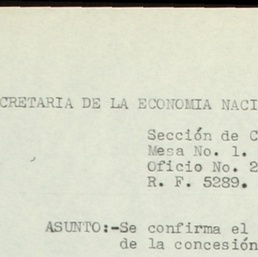 CRETARIA DE LA ECONOMIA NACI
Sección de C
Mesa No. 1.
Oficio No. 2
R. F. 5289.
ASUNTO:-Se confirma el
de la concesión